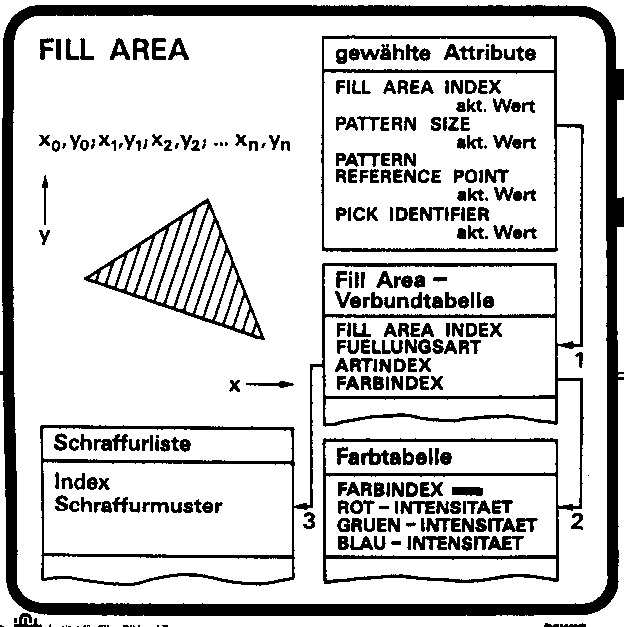 FILL AREA
x0,y0;x1,y1;x2,y2; ... xn,yn
y
x
gewählte Attribute
FILL AREA INDEX
akt. Wert
PATTERN SIZE
akt. Wert
PATTERN
REFERENCE POINT
akt. Wert
PICK IDENTIFIER
akt. Wert
Fill Area –
Verbundtabelle
FILL AREA INDEX
FUELLUNGSART
ARTINDEX
FARBINDEX
1
Schraffurliste
Index
Schraffurmuster
3
Farbtabelle
FARBINDEX
ROT – INTENSITAET
GRUEN – INTENSITAET
BLAU – INTENSITAET
2